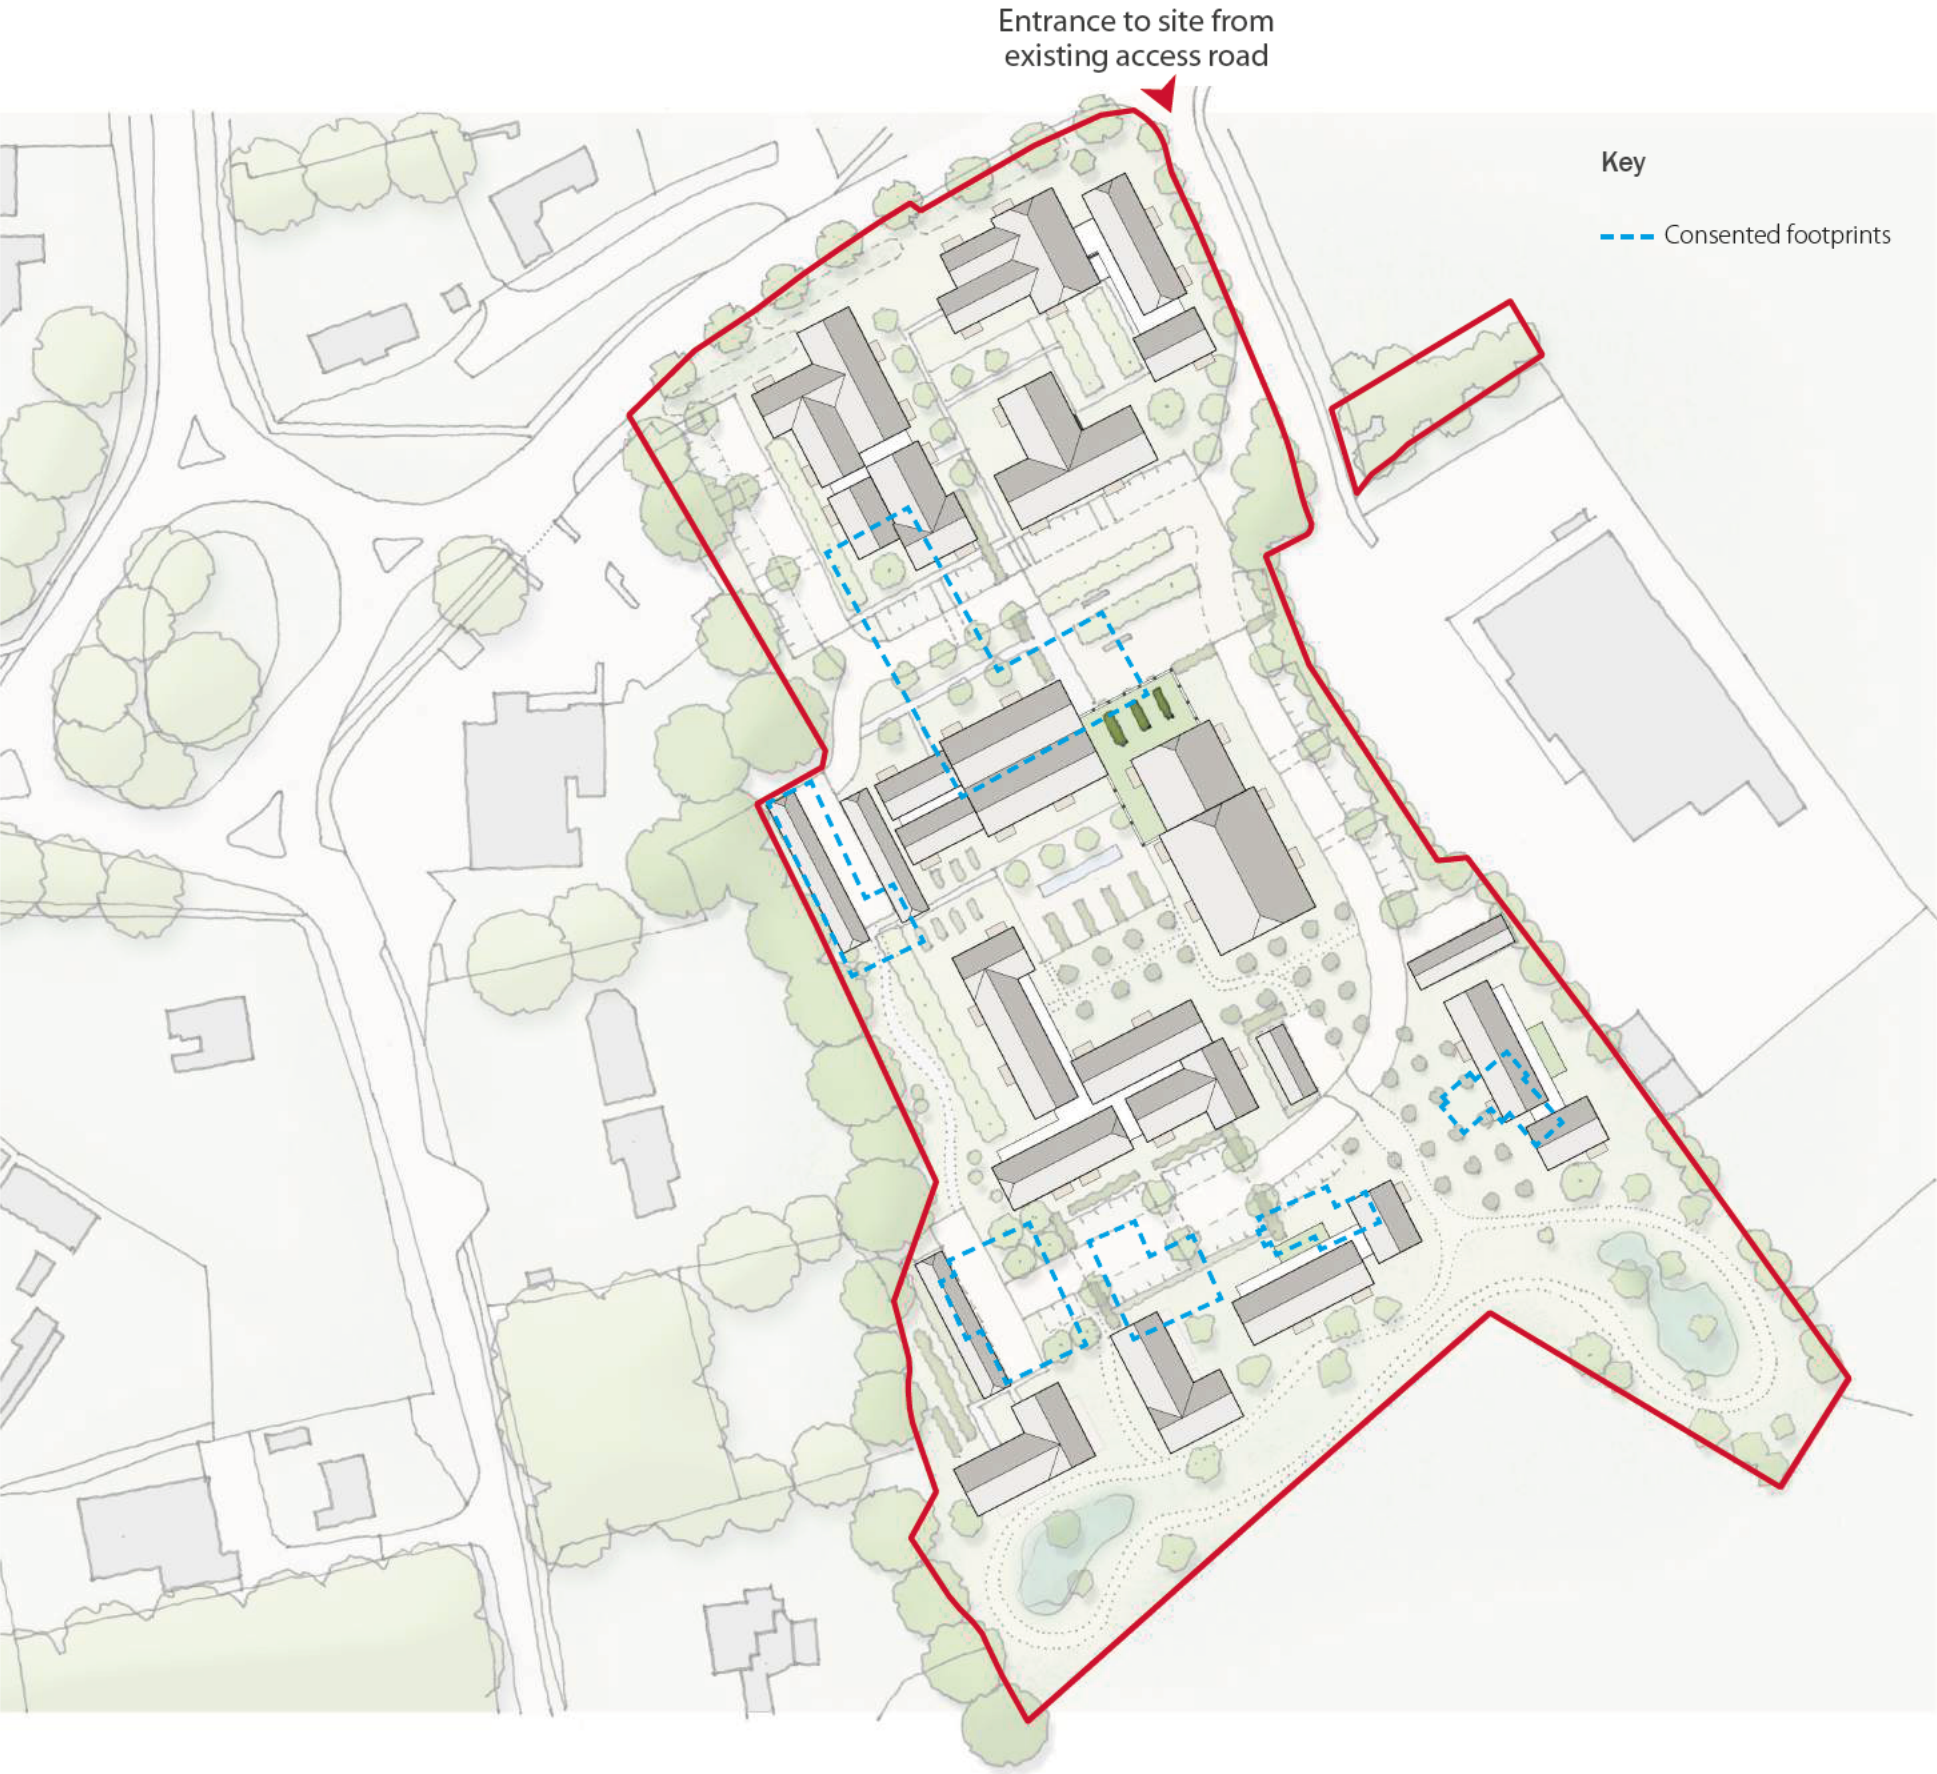 Entrance to site from
existing access road
Key
Consented footprints